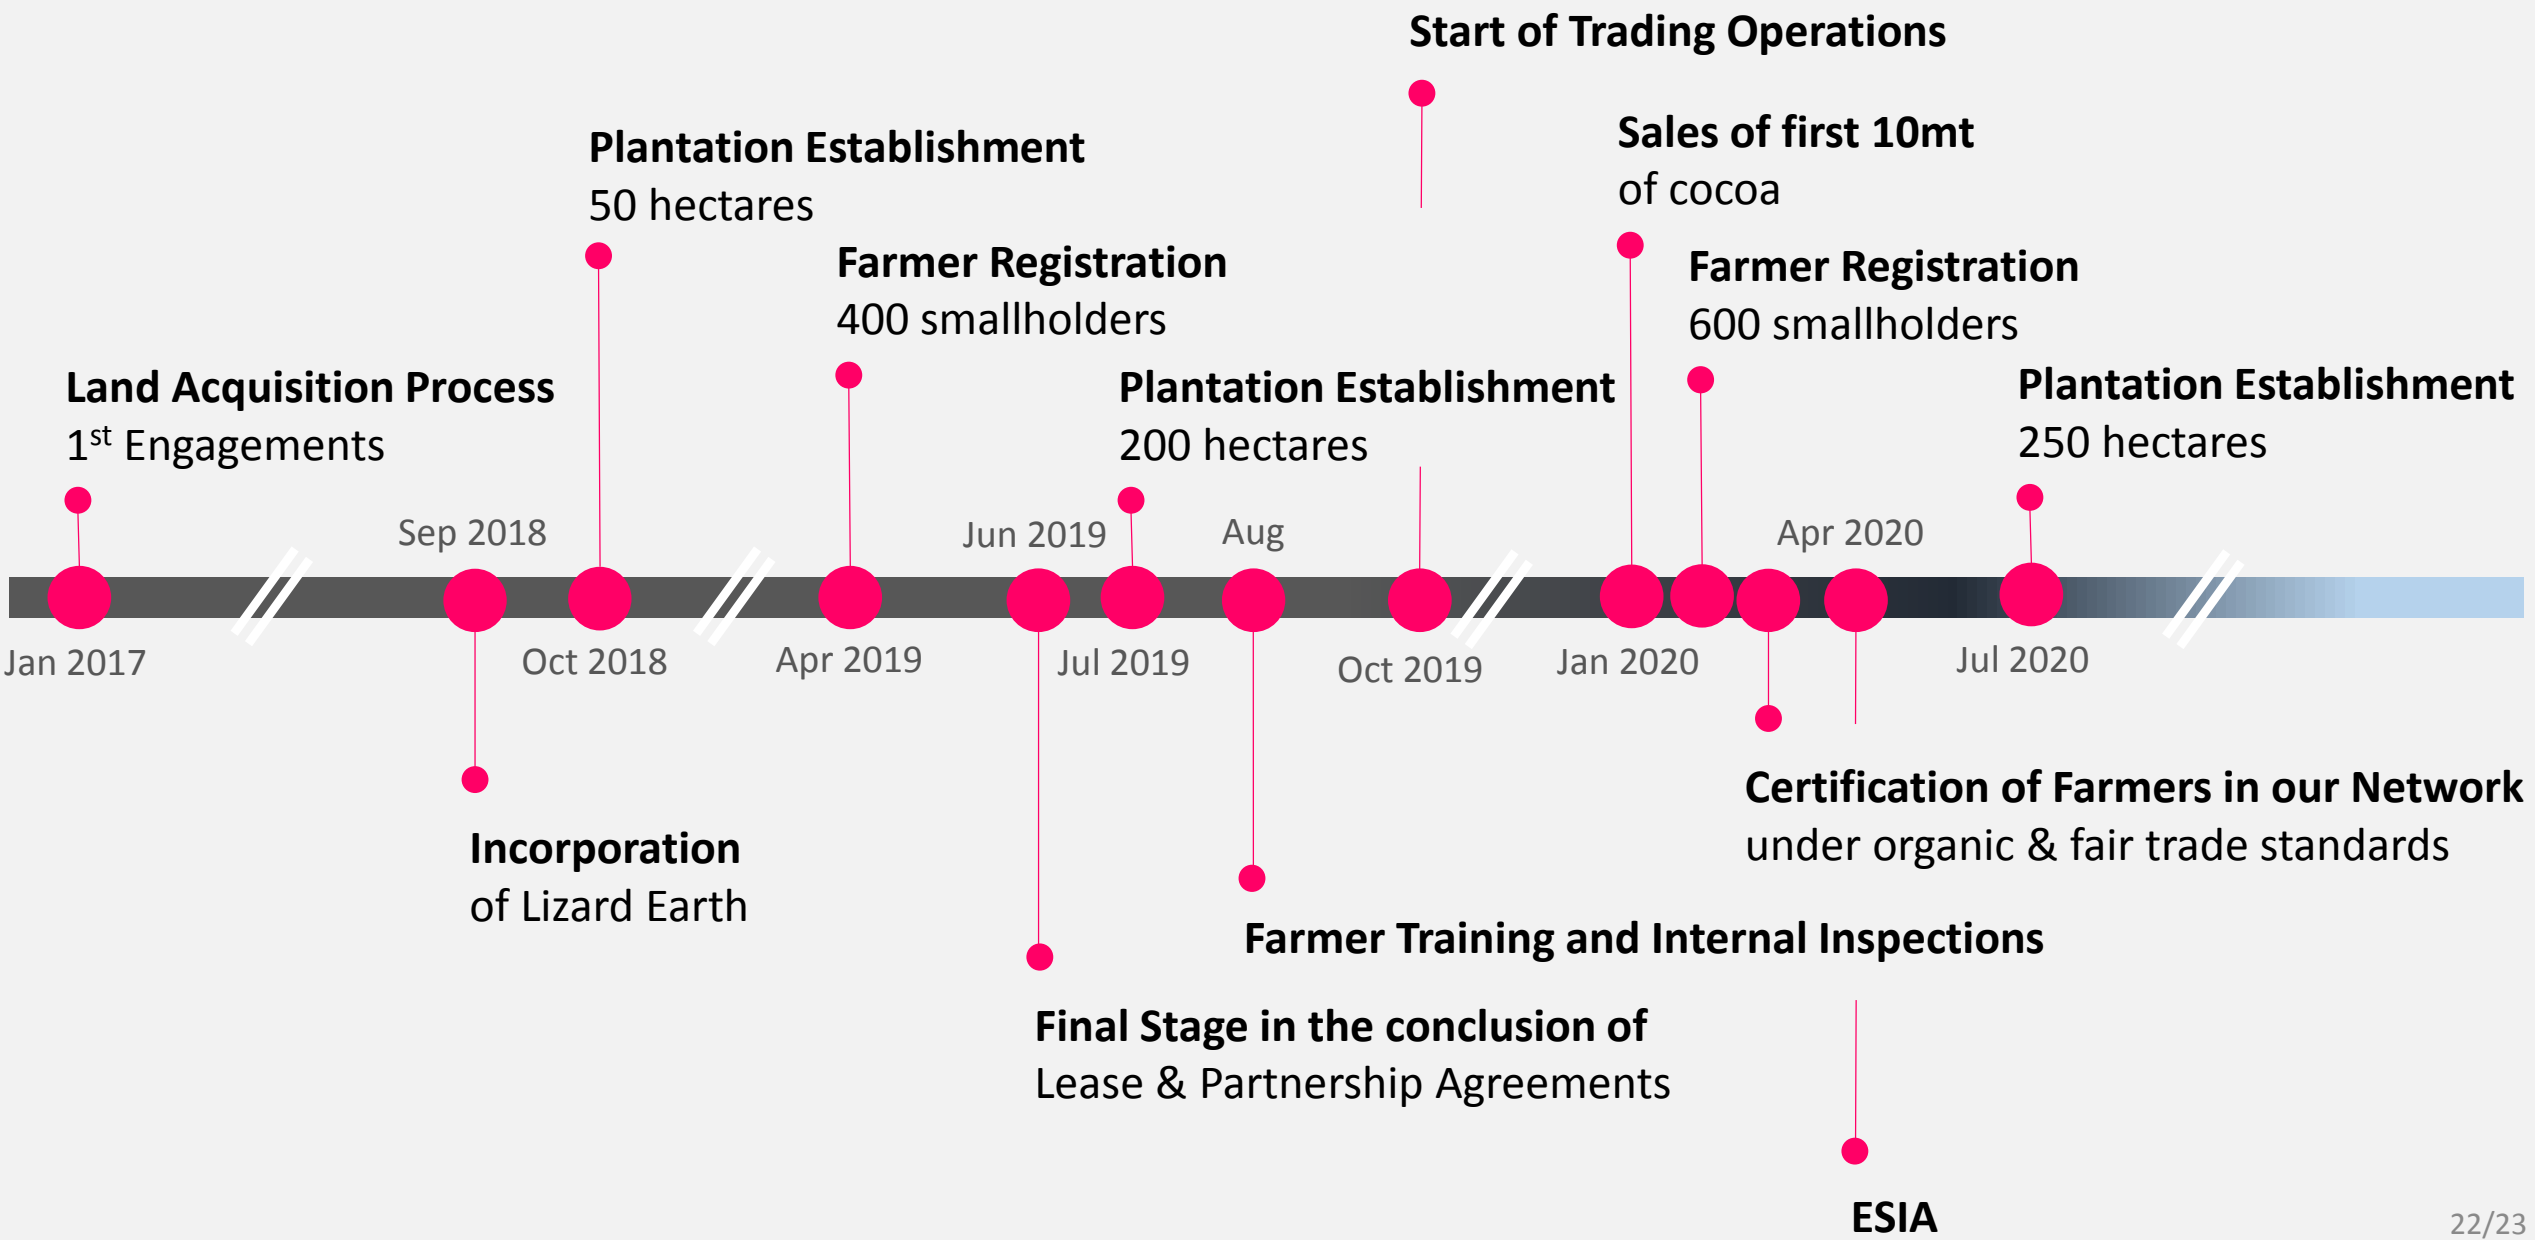 Start of Trading Operations
Sales of first 10mt
of cocoa
Plantation Establishment
50 hectares
Farmer Registration
400 smallholders
Farmer Registration
600 smallholders
Land Acquisition Process
1st Engagements
Plantation Establishment
200 hectares
Plantation Establishment
250 hectares
Sep 2018
Jun 2019
Aug
Apr 2020
Jan 2017
Oct 2018
Apr 2019
Jul 2019
Oct 2019
Jan 2020
Jul 2020
Certification of Farmers in our Network
under organic & fair trade standards
Incorporation
of Lizard Earth
Farmer Training and Internal Inspections
Final Stage in the conclusion of
Lease & Partnership Agreements
ESIA
22/23